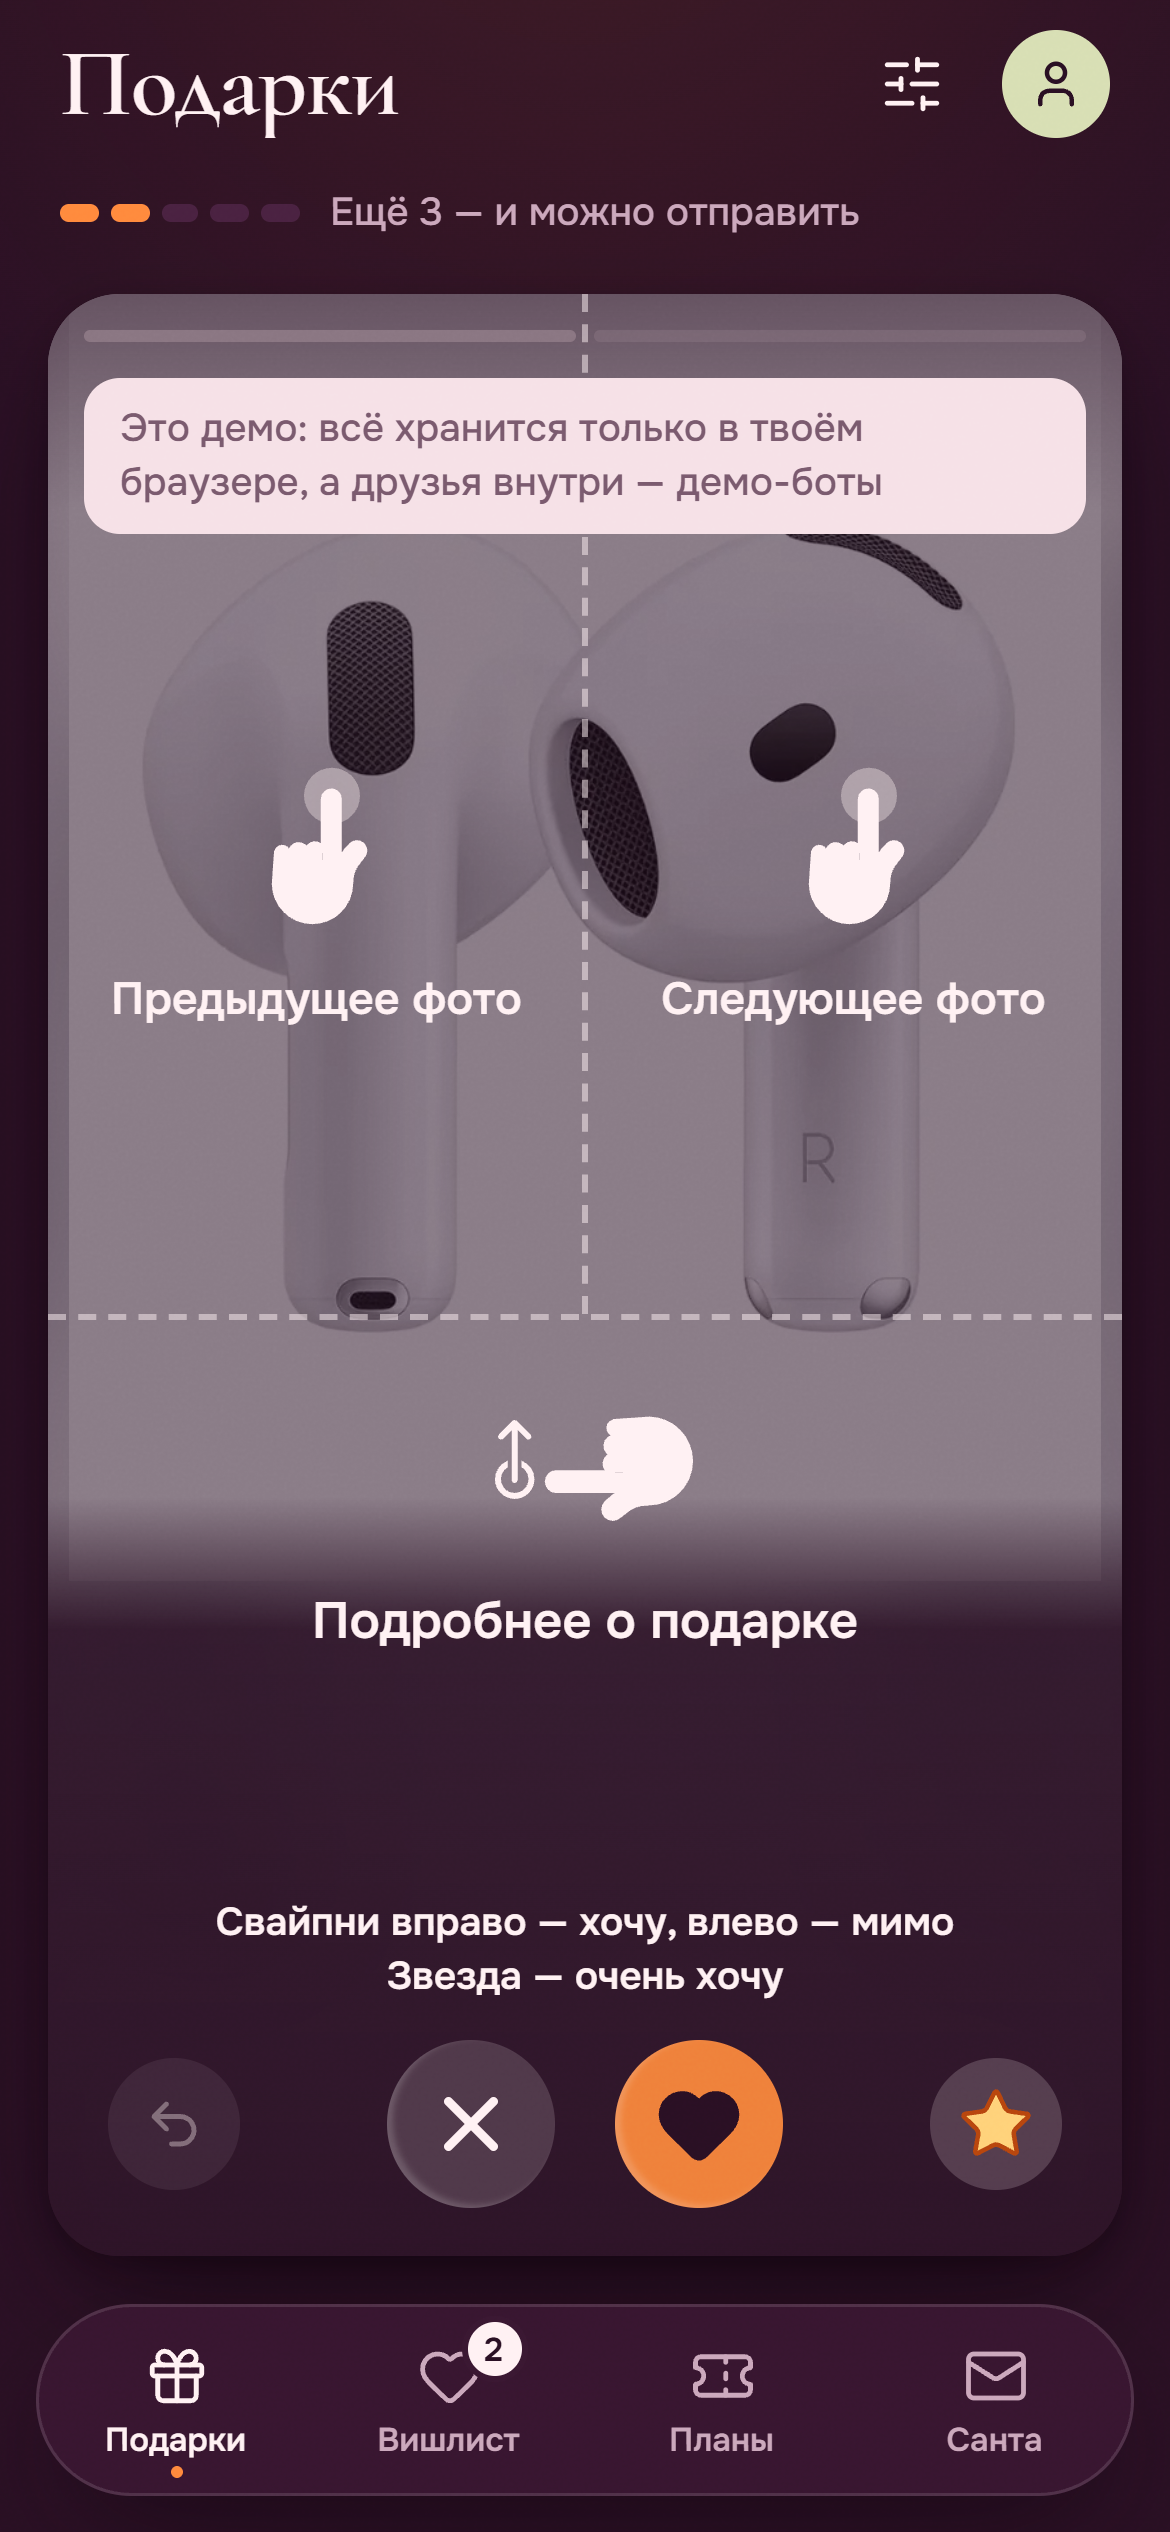 Подарки
Ещё 3 — и можно отправить
Это демо: всё хранится только в твоём
браузере, а друзья внутри — демо-боты
Предыдущее фото
Следующее фото
R
Подробнее о подарке
Свайпни вправо — хочу, влево — мимо
Звезда — очень хочу
2
Подарки
Вишлист
Планы
Санта